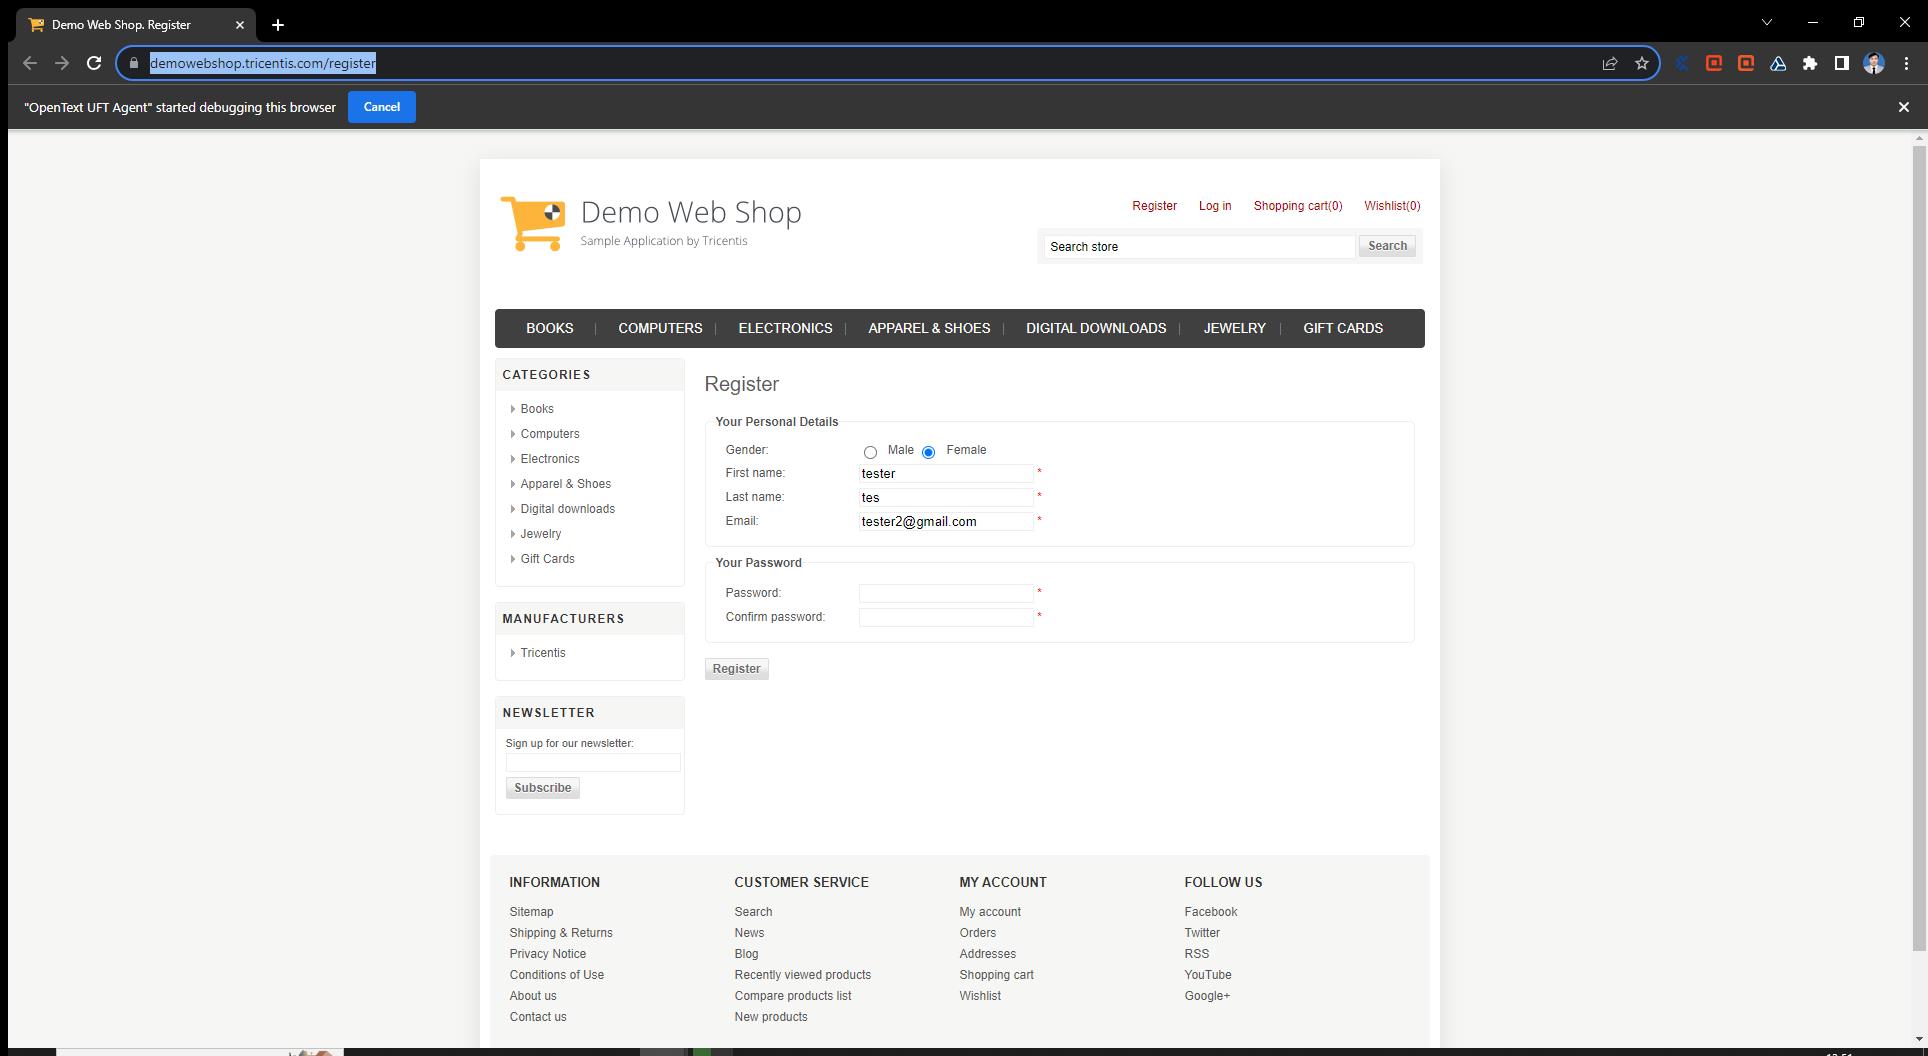 Demo Web Shop. Register
demowebshop.tricentis.com/register
"OpenText UFT Agent" started debugging this browser
Cancel
Demo Web Shop
Sample Application by Tricentis
Register Log in Shopping cart(0) Wishlist(0)
Search store Search
BOOKS COMPUTERS ELECTRONICS APPAREL & SHOES DIGITAL DOWNLOADS JEWELRY GIFT CARDS
CATEGORIES
Books
Computers
Electronics
Apparel & Shoes
Digital downloads
Jewelry
Gift Cards
MANUFACTURERS
Tricentis
NEWSLETTER
Sign up for our newsletter:
Subscribe
Register
Your Personal Details
Gender: Male Female
First name: tester *
Last name: tes *
Email: tester2@gmail.com *
Your Password
Password: *
Confirm password: *
Register
INFORMATION
Sitemap
Shipping & Returns
Privacy Notice
Conditions of Use
About us
Contact us
CUSTOMER SERVICE
Search
News
Blog
Recently viewed products
Compare products list
New products
MY ACCOUNT
My account
Orders
Addresses
Shopping cart
Wishlist
FOLLOW US
Facebook
Twitter
RSS
YouTube
Google+